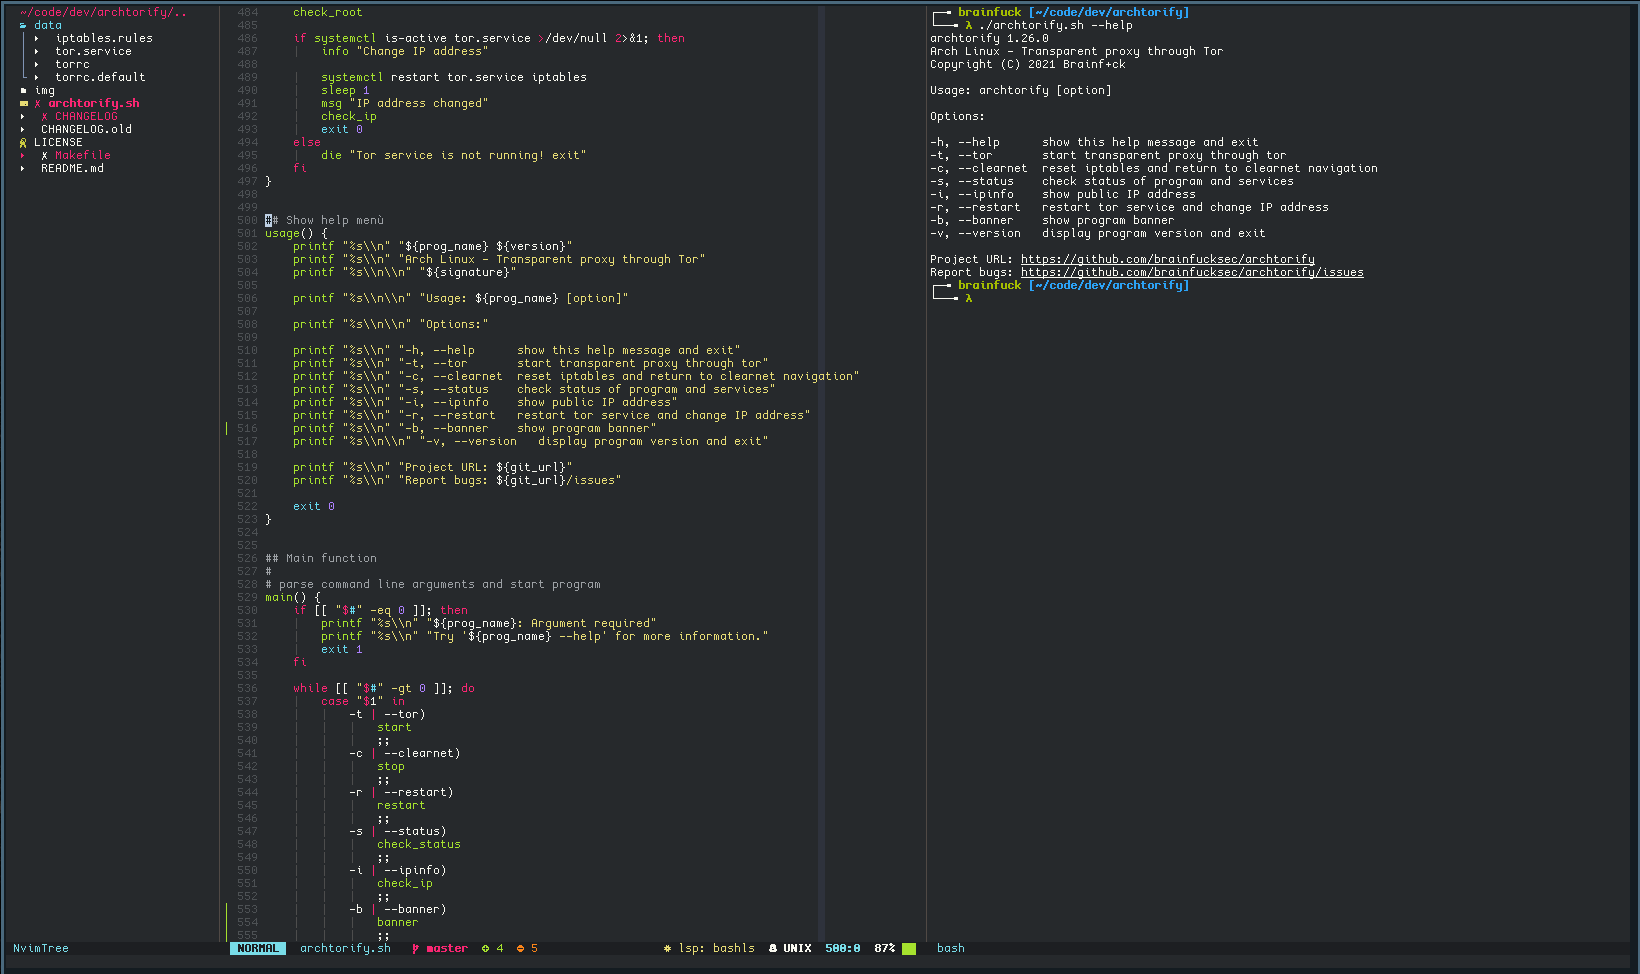 ~/code/dev/archtorify/..
data
iptables.rules
tor.service
torrc
torrc.default
img
✗ archtorify.sh
✗ CHANGELOG
CHANGELOG.old
LICENSE
✗ Makefile
README.md
NvimTree
484 check_root
485
486 if systemctl is-active tor.service >/dev/null 2>&1; then
487 info "Change IP address"
488
489 systemctl restart tor.service iptables
490 sleep 1
491 msg "IP address changed"
492 check_ip
493 exit 0
494 else
495 die "Tor service is not running! exit"
496 fi
497 }
498
499
500 ## Show help menù
501 usage() {
502 printf "%s\\n" "${prog_name} ${version}"
503 printf "%s\\n" "Arch Linux - Transparent proxy through Tor"
504 printf "%s\\n\\n" "${signature}"
505
506 printf "%s\\n\\n" "Usage: ${prog_name} [option]"
507
508 printf "%s\\n\\n" "Options:"
509
510 printf "%s\\n" "-h, --help      show this help message and exit"
511 printf "%s\\n" "-t, --tor       start transparent proxy through tor"
512 printf "%s\\n" "-c, --clearnet  reset iptables and return to clearnet navigation"
513 printf "%s\\n" "-s, --status    check status of program and services"
514 printf "%s\\n" "-i, --ipinfo    show public IP address"
515 printf "%s\\n" "-r, --restart   restart tor service and change IP address"
516 printf "%s\\n" "-b, --banner    show program banner"
517 printf "%s\\n\\n" "-v, --version   display program version and exit"
518
519 printf "%s\\n" "Project URL: ${git_url}"
520 printf "%s\\n" "Report bugs: ${git_url}/issues"
521
522 exit 0
523 }
524
525
526 ## Main function
527 #
528 # parse command line arguments and start program
529 main() {
530 if [[ "$#" -eq 0 ]]; then
531 printf "%s\\n" "${prog_name}: Argument required"
532 printf "%s\\n" "Try '${prog_name} --help' for more information."
533 exit 1
534 fi
535
536 while [[ "$#" -gt 0 ]]; do
537 case "$1" in
538 -t | --tor)
539 start
540 ;;
541 -c | --clearnet)
542 stop
543 ;;
544 -r | --restart)
545 restart
546 ;;
547 -s | --status)
548 check_status
549 ;;
550 -i | --ipinfo)
551 check_ip
552 ;;
553 -b | --banner)
554 banner
555 ;;
NORMAL archtorify.sh master 4 5 lsp: bashls UNIX 500:0 87%
brainfuck [~/code/dev/archtorify]
λ ./archtorify.sh --help
archtorify 1.26.0
Arch Linux - Transparent proxy through Tor
Copyright (C) 2021 Brainf+ck
Usage: archtorify [option]
Options:
-h, --help      show this help message and exit
-t, --tor       start transparent proxy through tor
-c, --clearnet  reset iptables and return to clearnet navigation
-s, --status    check status of program and services
-i, --ipinfo    show public IP address
-r, --restart   restart tor service and change IP address
-b, --banner    show program banner
-v, --version   display program version and exit
Project URL: https://github.com/brainfucksec/archtorify
Report bugs: https://github.com/brainfucksec/archtorify/issues
brainfuck [~/code/dev/archtorify]
λ
bash